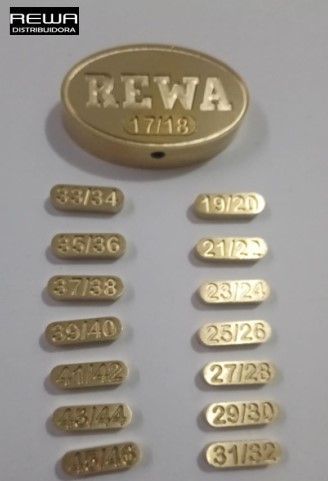 REWA
DISTRIBUIDORA
REWA
17/18
33/34 19/20
35/36 21/22
37/38 23/24
39/40 25/26
41/42 27/28
43/44 29/30
45/46 31/32